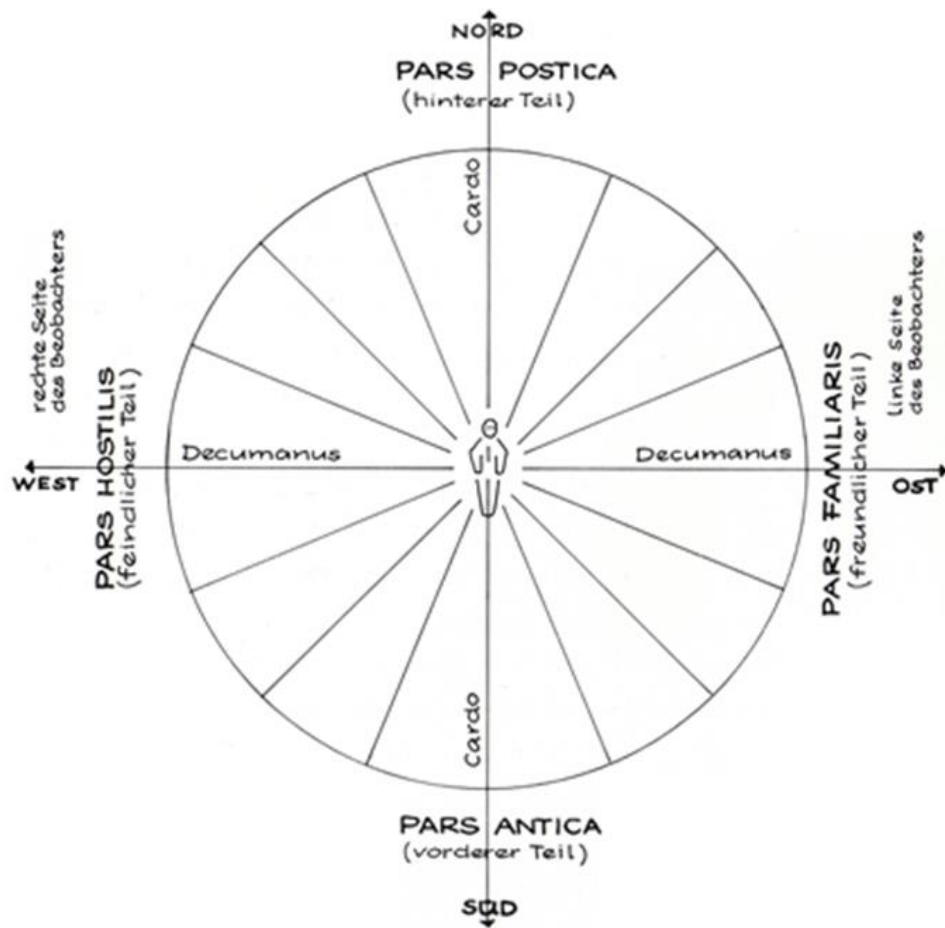 NORD
PARS POSTICA
(hinterer Teil)
Cardo
rechte Seite
des Beobachters
linke Seite
des Beobachters
PARS HOSTILIS
(feindlicher Teil)
Decumanus
Decumanus
PARS FAMILIARIS
(freundlicher Teil)
WEST
OST
Cardo
PARS ANTICA
(vorderer Teil)
SÜD